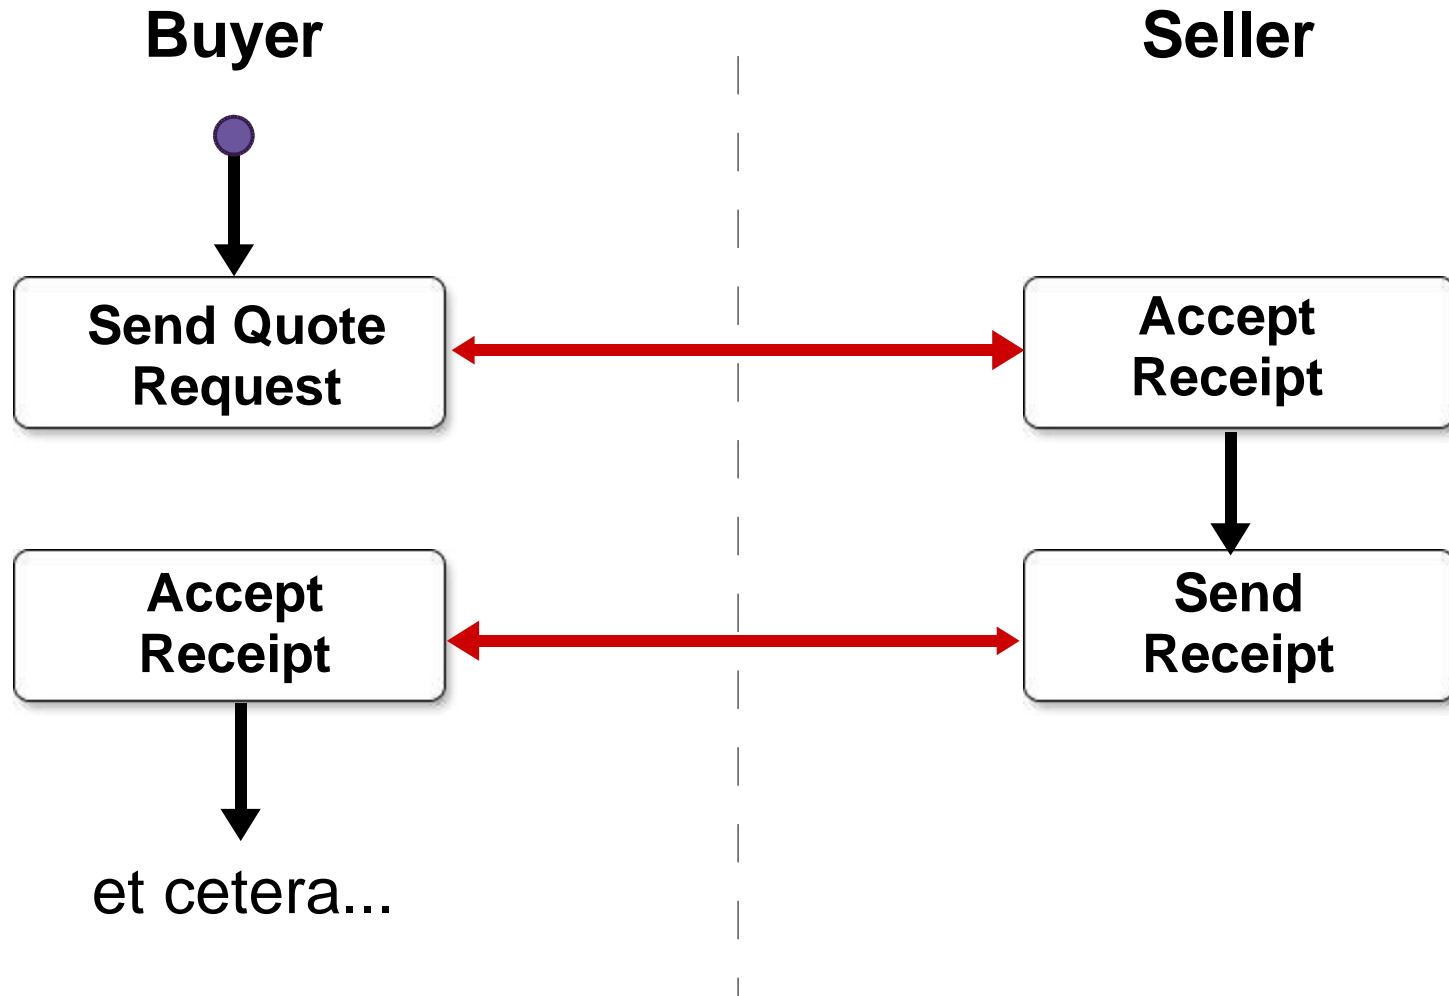 Buyer
Seller
Send Quote
Request
Accept
Receipt
Accept
Receipt
Send
Receipt
et cetera...